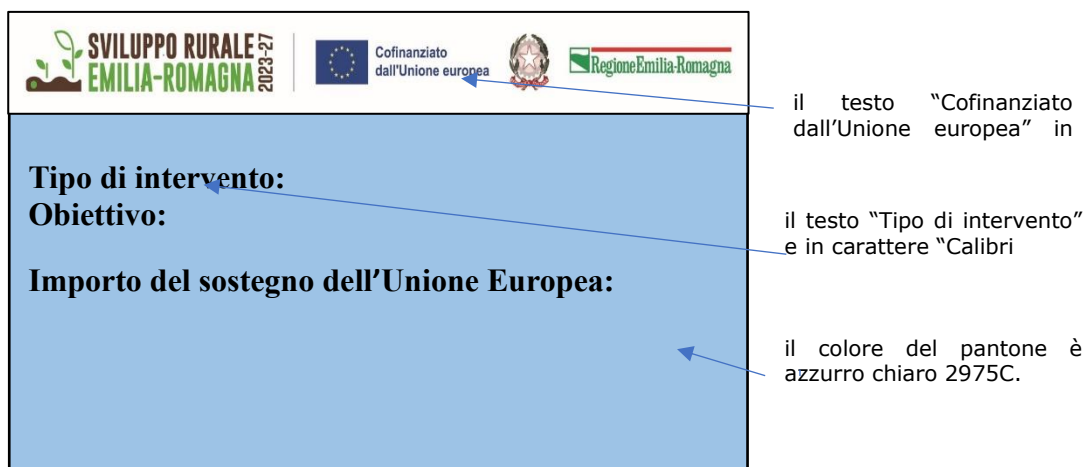 SVILUPPO RURALE
EMILIA-ROMAGNA
2023-27
Cofinanziato
dall'Unione europea
RegioneEmilia-Romagna
il testo “Cofinanziato
dall’Unione europea” in
Tipo di intervento:
Obiettivo:
il testo “Tipo di intervento”
e in carattere “Calibri
Importo del sostegno dell’Unione Europea:
il colore del pantone è
azzurro chiaro 2975C.